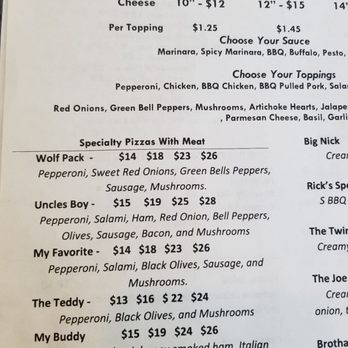 Cheese 10" - $12 12" - $15 14"
Per Topping $1.25 $1.45
Choose Your Sauce
Marinara, Spicy Marinara, BBQ, Buffalo, Pesto,
Choose Your Toppings
Pepperoni, Chicken, BBQ Chicken, BBQ Pulled Pork,
Red Onions, Green Bell Peppers, Mushrooms, Artichoke Hearts,
, Parmesan Cheese, Basil,
Specialty Pizzas With Meat
Wolf Pack - $14 $18 $23 $26
Pepperoni, Sweet Red Onions, Green Bells Peppers,
Sausage, Mushrooms.
Uncles Boy - $15 $19 $25 $28
Pepperoni, Salami, Ham, Red Onion, Bell Peppers,
Olives, Sausage, Bacon, and Mushrooms
My Favorite - $14 $18 $23 $26
Pepperoni, Salami, Black Olives, Sausage, and
Mushrooms.
The Teddy - $13 $16 $ 22 $24
Pepperoni, Black Olives, and Mushrooms
My Buddy $15 $19 $24 $26
smoked ham, Italian
Big Nick
Rick's
S BBQ
The
The Joe
onion,